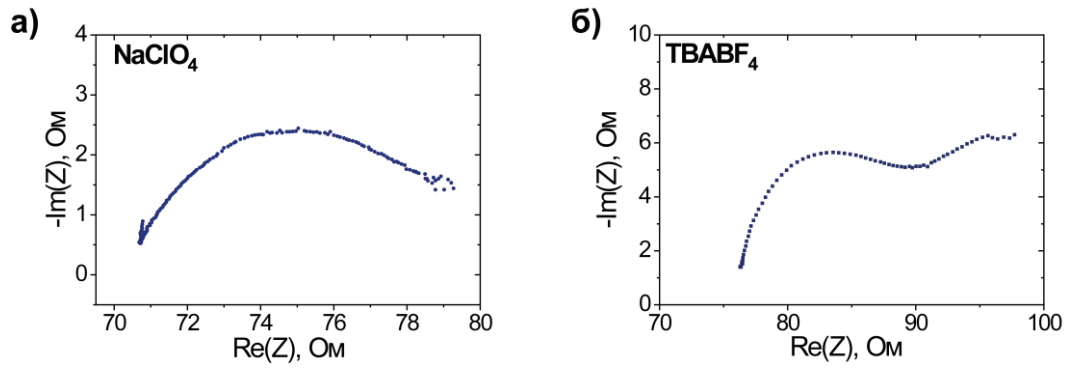 а)
NaClO₄
4
3
2
1
0
-Im(Z), Ом
70 72 74 76 78 80
Re(Z), Ом
б)
TBABF₄
10
8
6
4
2
0
-Im(Z), Ом
70 80 90 100
Re(Z), Ом